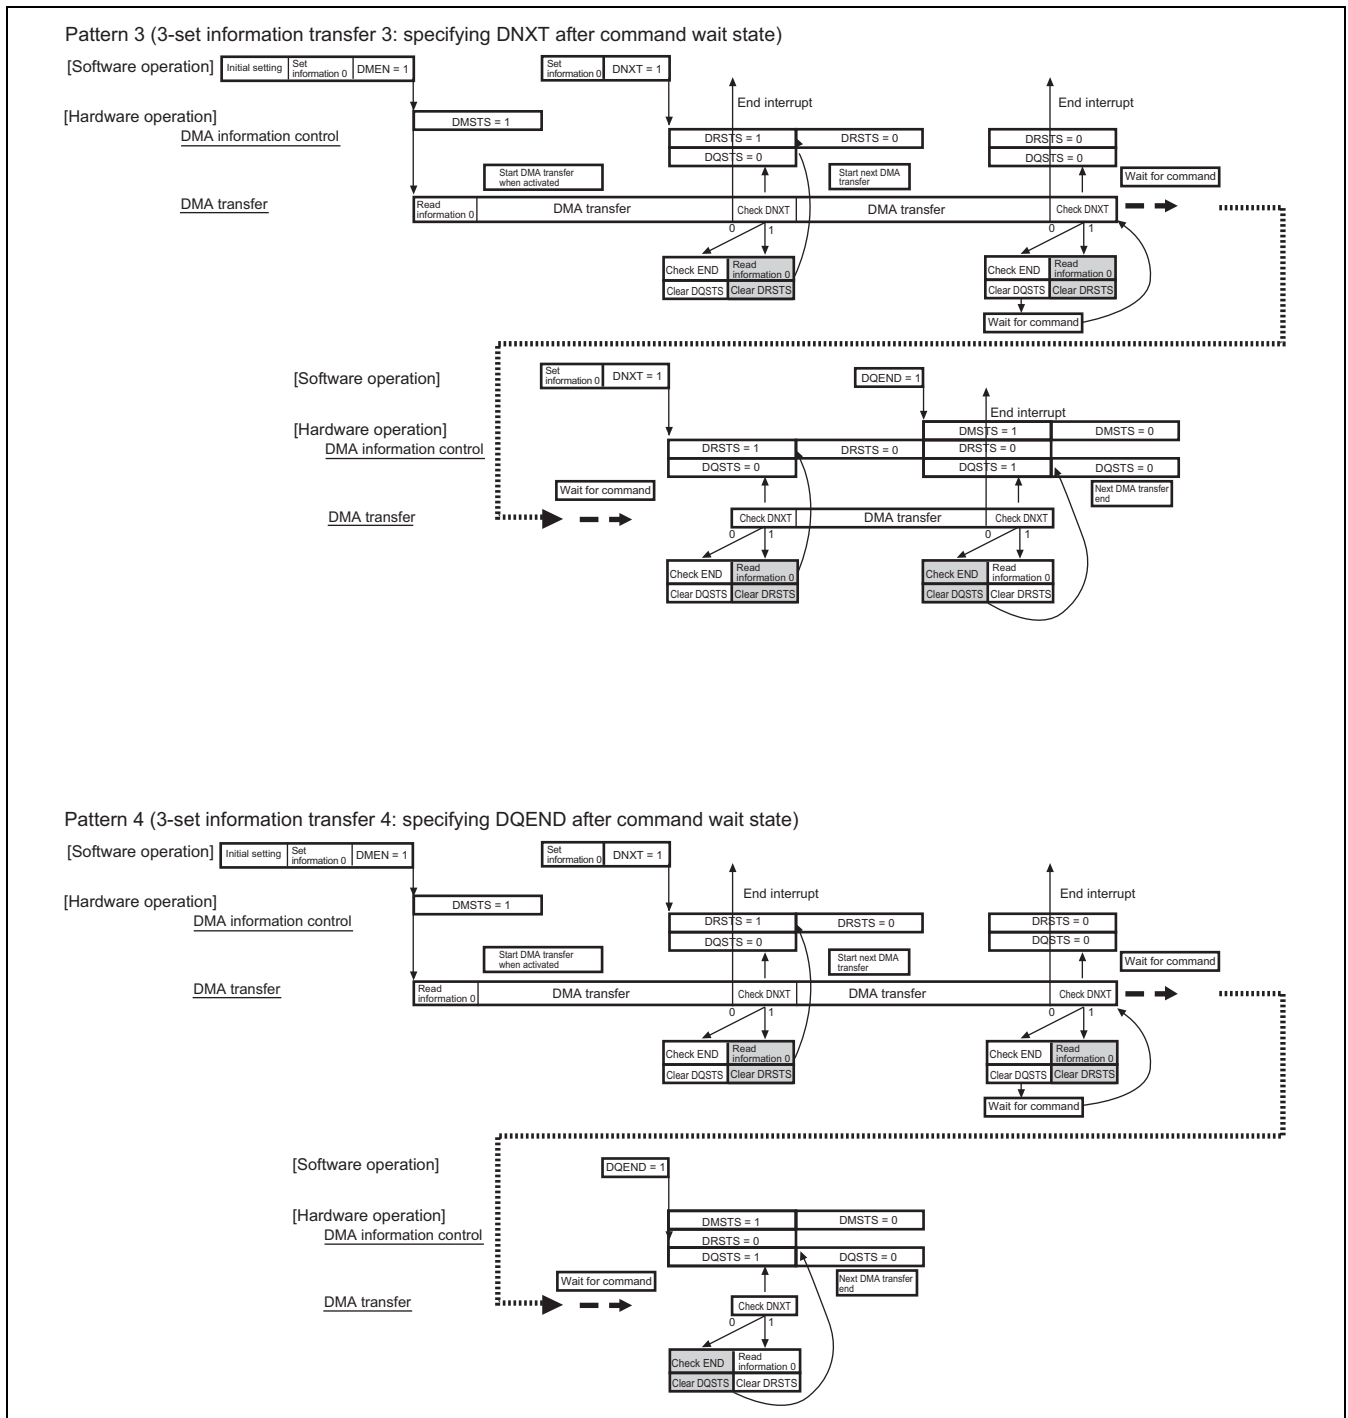 Pattern 3 (3-set information transfer 3: specifying DNXT after command wait state)
[Software operation]
Initial setting
Set
information 0
DMEN = 1
Set
information 0
DNXT = 1
End interrupt
End interrupt
[Hardware operation]
DMA information control
DMSTS = 1
DRSTS = 1
DRSTS = 0
DQSTS = 0
DRSTS = 0
DQSTS = 0
Start DMA transfer
when activated
Start next DMA
transfer
Wait for command
DMA transfer
Read
information 0
DMA transfer
Check DNXT
DMA transfer
Check DNXT
0
1
0
1
Check END
Read
information 0
Clear DQSTS
Clear DRSTS
Check END
Read
information 0
Clear DQSTS
Clear DRSTS
Wait for command
[Software operation]
Set
information 0
DNXT = 1
DQEND = 1
End interrupt
[Hardware operation]
DMA information control
DRSTS = 1
DRSTS = 0
DQSTS = 0
DMSTS = 1
DMSTS = 0
DRSTS = 0
DQSTS = 1
DQSTS = 0
Wait for command
Next DMA transfer
end
DMA transfer
Check DNXT
DMA transfer
Check DNXT
0
1
0
1
Check END
Read
information 0
Clear DQSTS
Clear DRSTS
Check END
Read
information 0
Clear DQSTS
Clear DRSTS
Pattern 4 (3-set information transfer 4: specifying DQEND after command wait state)
[Software operation]
Initial setting
Set
information 0
DMEN = 1
Set
information 0
DNXT = 1
End interrupt
End interrupt
[Hardware operation]
DMA information control
DMSTS = 1
DRSTS = 1
DRSTS = 0
DQSTS = 0
DRSTS = 0
DQSTS = 0
Start DMA transfer
when activated
Start next DMA
transfer
Wait for command
DMA transfer
Read
information 0
DMA transfer
Check DNXT
DMA transfer
Check DNXT
0
1
0
1
Check END
Read
information 0
Clear DQSTS
Clear DRSTS
Check END
Read
information 0
Clear DQSTS
Clear DRSTS
Wait for command
[Software operation]
DQEND = 1
[Hardware operation]
DMA information control
DMSTS = 1
DMSTS = 0
DRSTS = 0
DQSTS = 1
DQSTS = 0
Wait for command
Next DMA transfer
end
DMA transfer
Check DNXT
0
1
Check END
Read
information 0
Clear DQSTS
Clear DRSTS